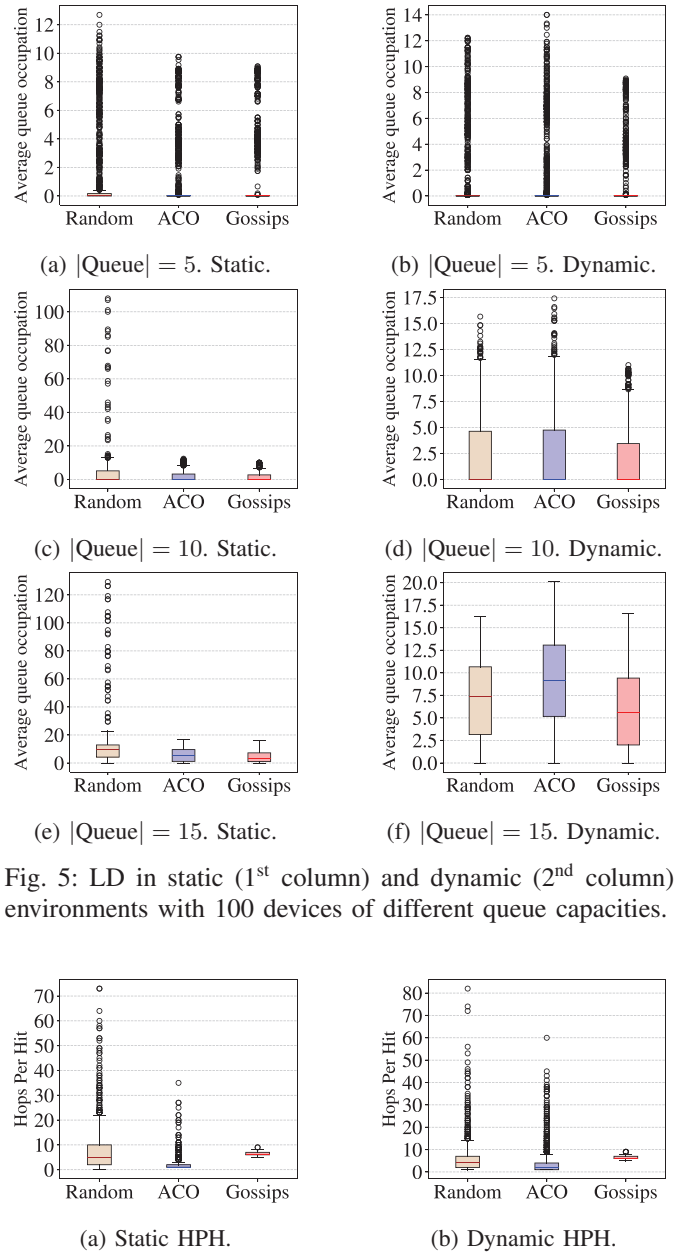 Average queue occupation
12
10
8
6
4
2
0
Random ACO Gossips
(a) |Queue| = 5. Static.
Average queue occupation
14
12
10
8
6
4
2
0
Random ACO Gossips
(b) |Queue| = 5. Dynamic.
Average queue occupation
100
80
60
40
20
0
Random ACO Gossips
(c) |Queue| = 10. Static.
Average queue occupation
17.5
15.0
12.5
10.0
7.5
5.0
2.5
0.0
Random ACO Gossips
(d) |Queue| = 10. Dynamic.
Average queue occupation
120
100
80
60
40
20
0
Random ACO Gossips
(e) |Queue| = 15. Static.
Average queue occupation
20.0
17.5
15.0
12.5
10.0
7.5
5.0
2.5
0.0
Random ACO Gossips
(f) |Queue| = 15. Dynamic.
Fig. 5: LD in static (1st column) and dynamic (2nd column)
environments with 100 devices of different queue capacities.
Hops Per Hit
70
60
50
40
30
20
10
0
Random ACO Gossips
(a) Static HPH.
Hops Per Hit
80
70
60
50
40
30
20
10
0
Random ACO Gossips
(b) Dynamic HPH.